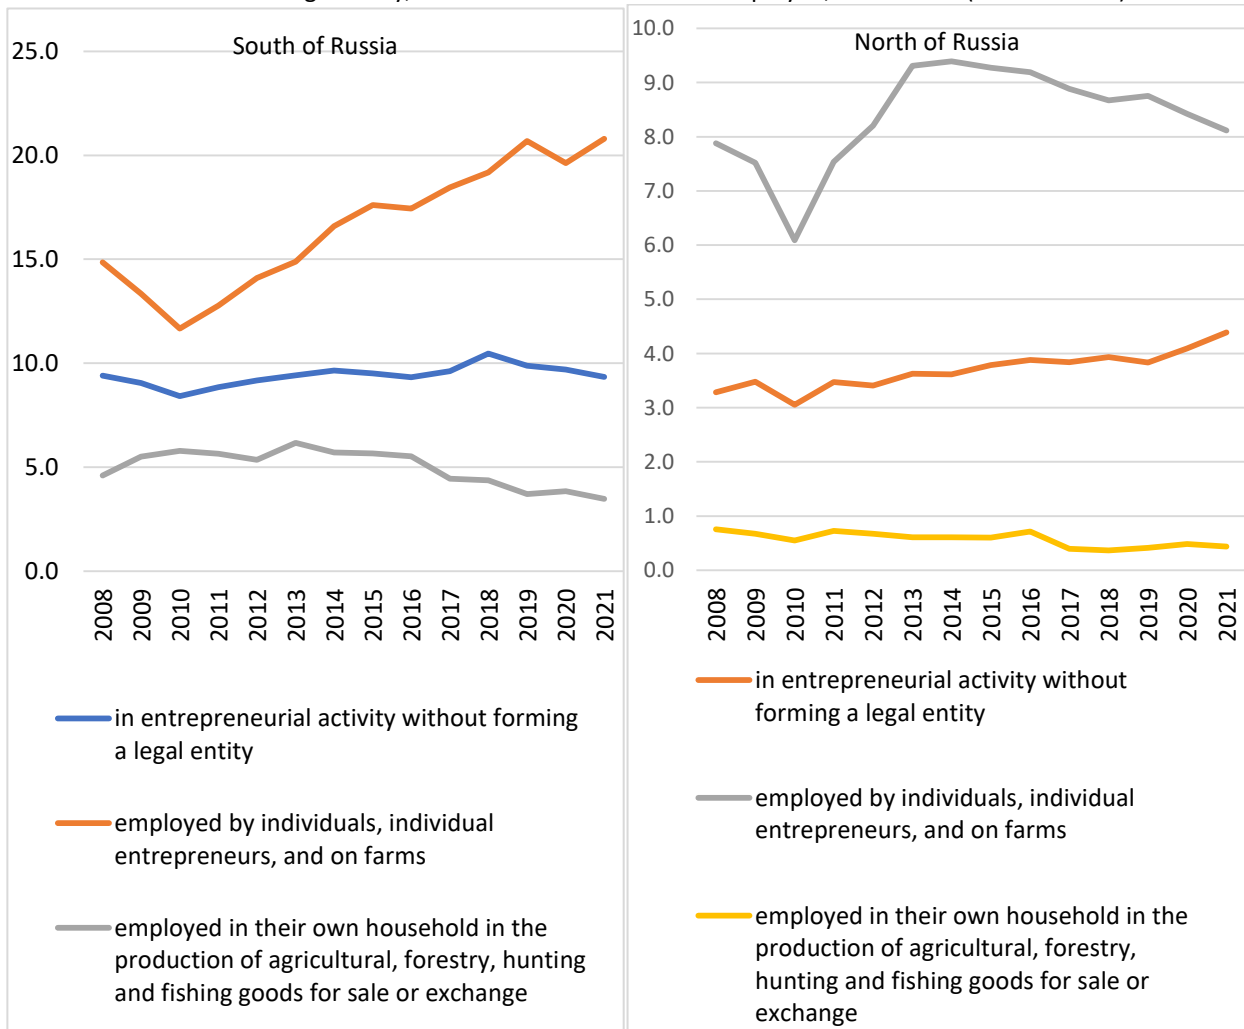 South of Russia
25.0
20.0
15.0
10.0
5.0
0.0
2008
2009
2010
2011
2012
2013
2014
2015
2016
2017
2018
2019
2020
2021
in entrepreneurial activity without forming
a legal entity
employed by individuals, individual
entrepreneurs, and on farms
employed in their own household in the
production of agricultural, forestry, hunting
and fishing goods for sale or exchange
North of Russia
10.0
9.0
8.0
7.0
6.0
5.0
4.0
3.0
2.0
1.0
0.0
2008
2009
2010
2011
2012
2013
2014
2015
2016
2017
2018
2019
2020
2021
in entrepreneurial activity without
forming a legal entity
employed by individuals, individual
entrepreneurs, and on farms
employed in their own household in the
production of agricultural, forestry,
hunting and fishing goods for sale or
exchange